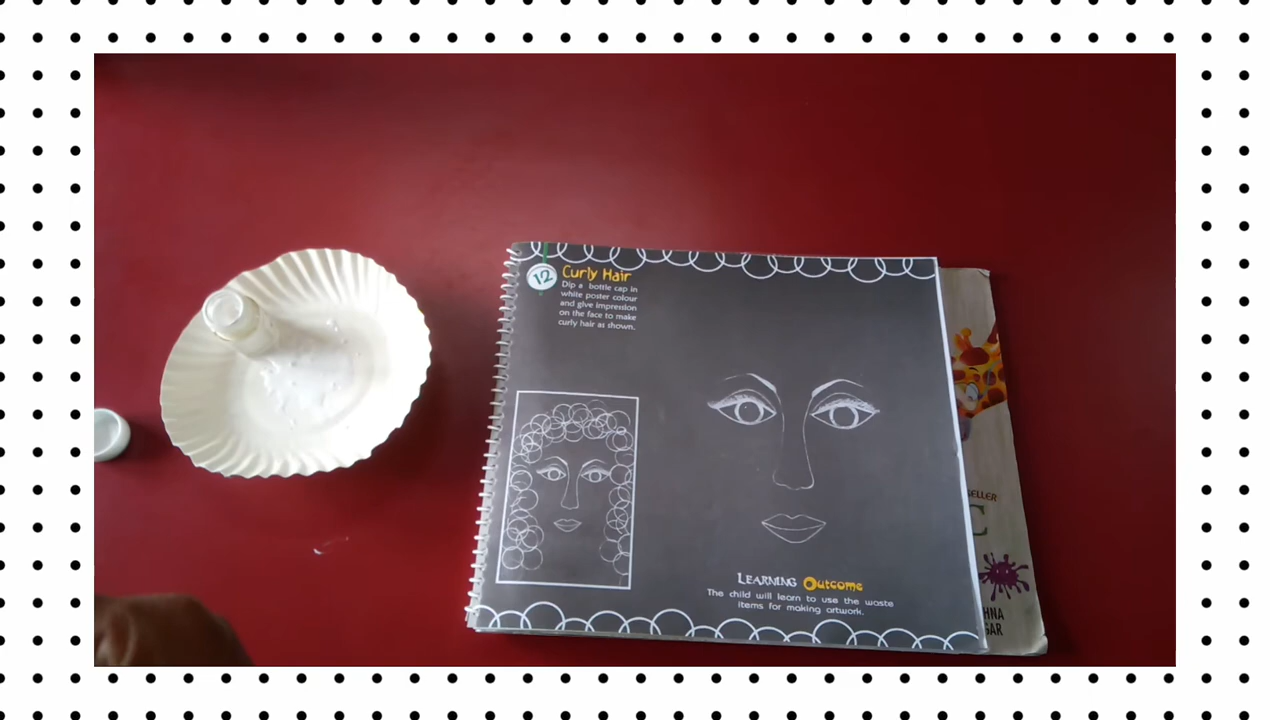 12
Curly Hair
Dip a bottle cap in
white poster colour
and give impression
on the face to make
curly hair as shown.
LEARNING Outcome
The child will learn to use the waste
items for making artwork.